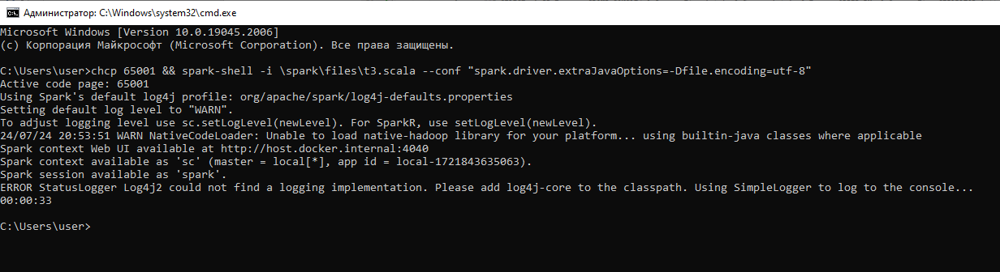 Администратор: C:\Windows\system32\cmd.exe
Microsoft Windows [Version 10.0.19045.2006]
(c) Корпорация Майкрософт (Microsoft Corporation). Все права защищены.
C:\Users\user>chcp 65001 && spark-shell -i \spark\files\t3.scala --conf "spark.driver.extraJavaOptions=-Dfile.encoding=utf-8"
Active code page: 65001
Using Spark's default log4j profile: org/apache/spark/log4j-defaults.properties
Setting default log level to "WARN".
To adjust logging level use sc.setLogLevel(newLevel). For SparkR, use setLogLevel(newLevel).
24/07/24 20:53:51 WARN NativeCodeLoader: Unable to load native-hadoop library for your platform... using builtin-java classes where applicable
Spark context Web UI available at http://host.docker.internal:4040
Spark context available as 'sc' (master = local[*], app id = local-1721843635063).
Spark session available as 'spark'.
ERROR StatusLogger Log4j2 could not find a logging implementation. Please add log4j-core to the classpath. Using SimpleLogger to log to the console...
00:00:33
C:\Users\user>